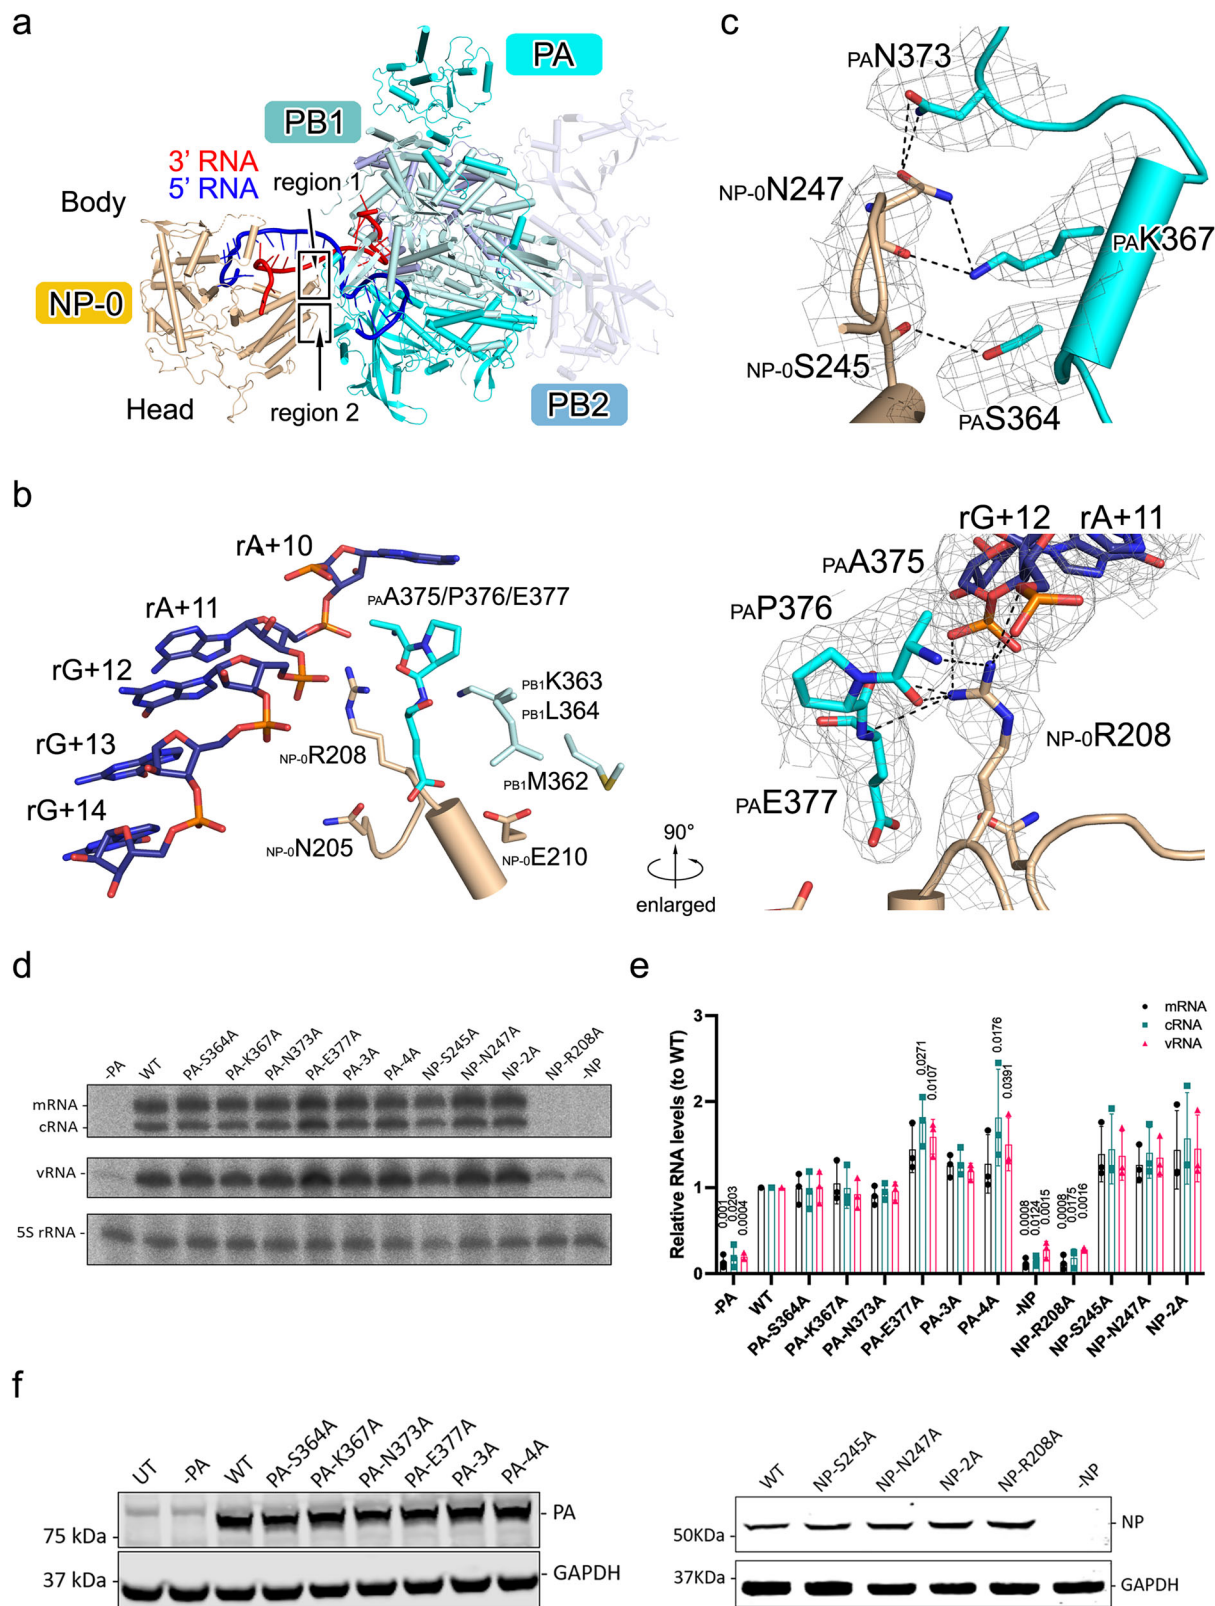 a
PA
PB1
3' RNA
5' RNA
region 1
Body
NP-0
Head
region 2
PB2
c
PAN373
NP-0N247
PAK367
NP-0S245
PAS364
b
rA+10
PAA375/P376/E377
rA+11
rG+12
PB1K363
PB1L364
NP-0R208
rG+13
PB1M362
rG+14
NP-0N205
NP-0E210
90°
enlarged
rG+12
rA+11
PAA375
PAP376
NP-0R208
PAE377
d
-PA
WT
PA-S364A
PA-K367A
PA-N373A
PA-E377A
PA-3A
PA-4A
NP-S245A
NP-N247A
NP-2A
NP-R208A
-NP
mRNA
cRNA
vRNA
5S rRNA
e
Relative RNA levels (to WT)
3
2
1
0
mRNA
cRNA
vRNA
0.001
0.0203
0.0004
0.0271
0.0107
0.0176
0.0391
0.0008
0.0124
0.0015
0.0008
0.0175
0.0016
-PA
WT
PA-S364A
PA-K367A
PA-N373A
PA-E377A
PA-3A
PA-4A
-NP
NP-R208A
NP-S245A
NP-N247A
NP-2A
f
UT
-PA
WT
PA-S364A
PA-K367A
PA-N373A
PA-E377A
PA-3A
PA-4A
PA
75 kDa
37 kDa
GAPDH
WT
NP-S245A
NP-N247A
NP-2A
NP-R208A
-NP
NP
50KDa
37KDa
GAPDH